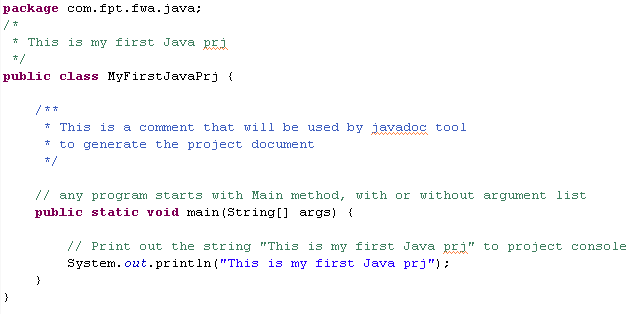 package com.fpt.fwa.java;
/*
 * This is my first Java prj
 */
public class MyFirstJavaPrj {

    /**
     * This is a comment that will be used by javadoc tool
     * to generate the project document
     */

    // any program starts with Main method, with or without argument list
    public static void main(String[] args) {

        // Print out the string "This is my first Java prj" to project console
        System.out.println("This is my first Java prj");
    }
}